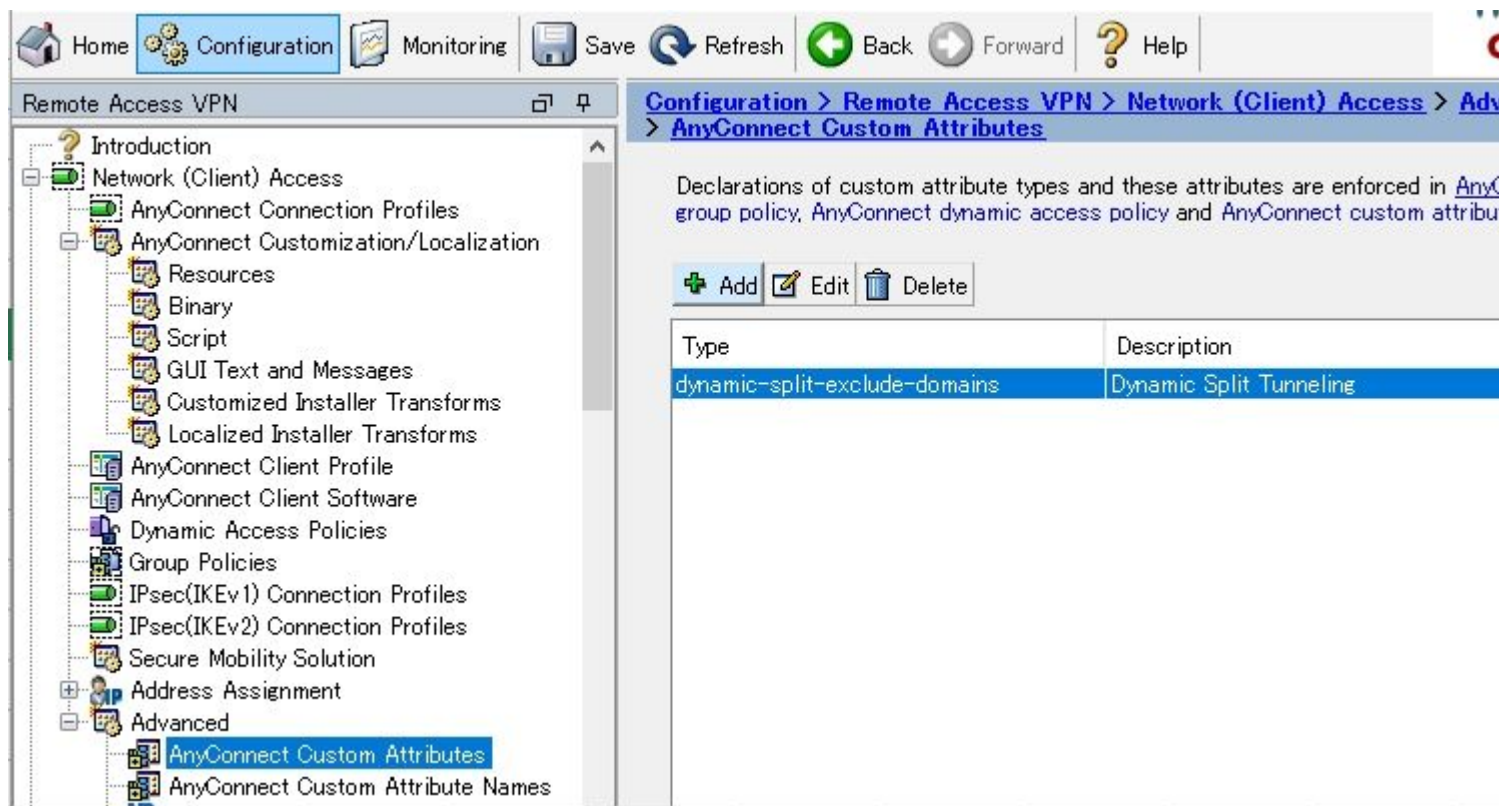 Home Configuration Monitoring Save Refresh Back Forward Help
Remote Access VPN
Introduction
Network (Client) Access
AnyConnect Connection Profiles
AnyConnect Customization/Localization
Resources
Binary
Script
GUI Text and Messages
Customized Installer Transforms
Localized Installer Transforms
AnyConnect Client Profile
AnyConnect Client Software
Dynamic Access Policies
Group Policies
IPsec(IKEv1) Connection Profiles
IPsec(IKEv2) Connection Profiles
Secure Mobility Solution
Address Assignment
Advanced
AnyConnect Custom Attributes
AnyConnect Custom Attribute Names
Configuration > Remote Access VPN > Network (Client) Access >
> AnyConnect Custom Attributes
Declarations of custom attribute types and these attributes are enforced in
group policy, AnyConnect dynamic access policy and AnyConnect custom
Add Edit Delete
Type Description
dynamic-split-exclude-domains Dynamic Split Tunneling